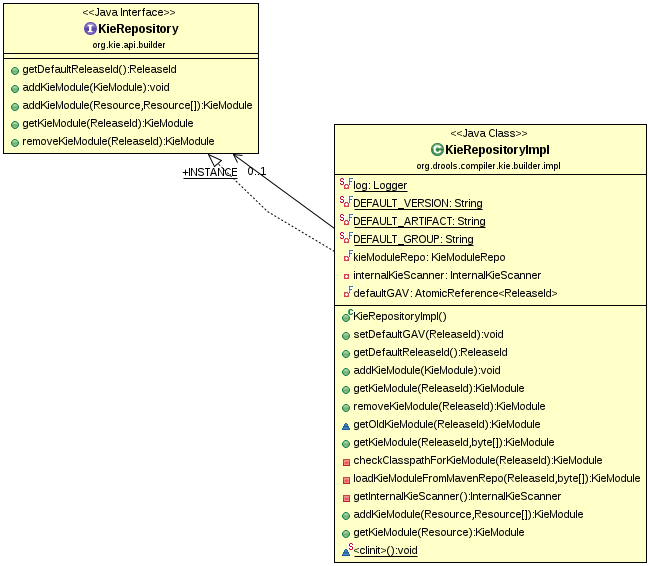 <<Java Interface>>
KieRepository
org.kie.api.builder
getDefaultReleaseId():ReleaseId
addKieModule(KieModule):void
addKieModule(Resource,Resource[]):KieModule
getKieModule(ReleaseId):KieModule
removeKieModule(ReleaseId):KieModule
+INSTANCE 0..1
<<Java Class>>
KieRepositoryImpl
org.drools.compiler.kie.builder.impl
log: Logger
DEFAULT_VERSION: String
DEFAULT_ARTIFACT: String
DEFAULT_GROUP: String
kieModuleRepo: KieModuleRepo
internalKieScanner: InternalKieScanner
defaultGAV: AtomicReference<ReleaseId>
KieRepositoryImpl()
setDefaultGAV(ReleaseId):void
getDefaultReleaseId():ReleaseId
addKieModule(KieModule):void
getKieModule(ReleaseId):KieModule
removeKieModule(ReleaseId):KieModule
getOldKieModule(ReleaseId):KieModule
getKieModule(ReleaseId,byte[]):KieModule
checkClasspathForKieModule(ReleaseId):KieModule
loadKieModuleFromMavenRepo(ReleaseId,byte[]):KieModule
getInternalKieScanner():InternalKieScanner
addKieModule(Resource,Resource[]):KieModule
getKieModule(Resource):KieModule
<clinit>():void